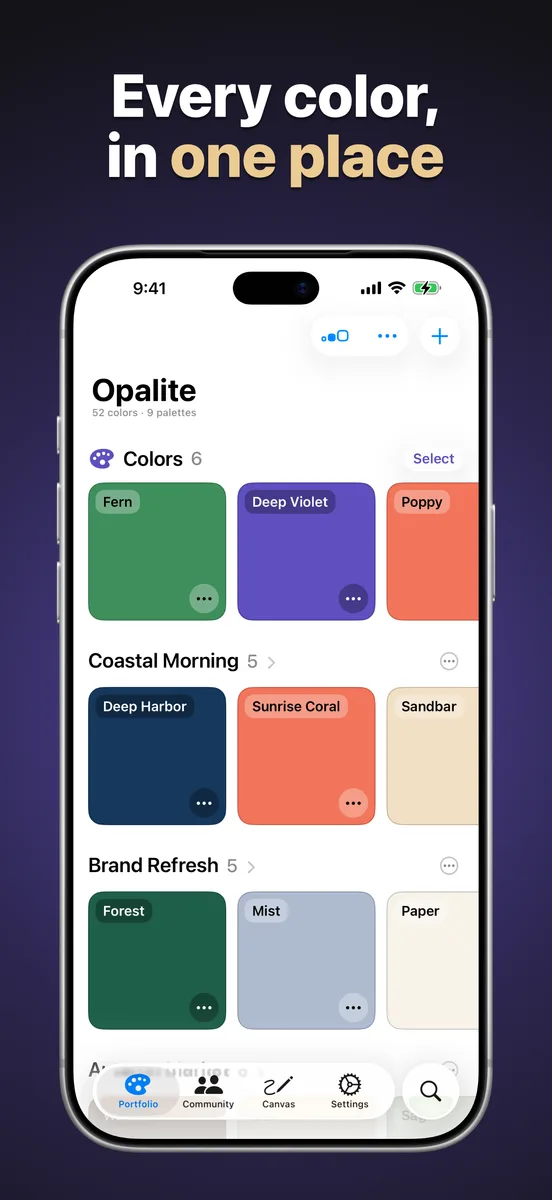 Every color,
in one place
9:41
Opalite
52 colors · 9 palettes
Colors 6
Select
Fern
Deep Violet
Poppy
Coastal Morning 5
Deep Harbor
Sunrise Coral
Sandbar
Brand Refresh 5
Forest
Mist
Paper
Portfolio
Community
Canvas
Settings